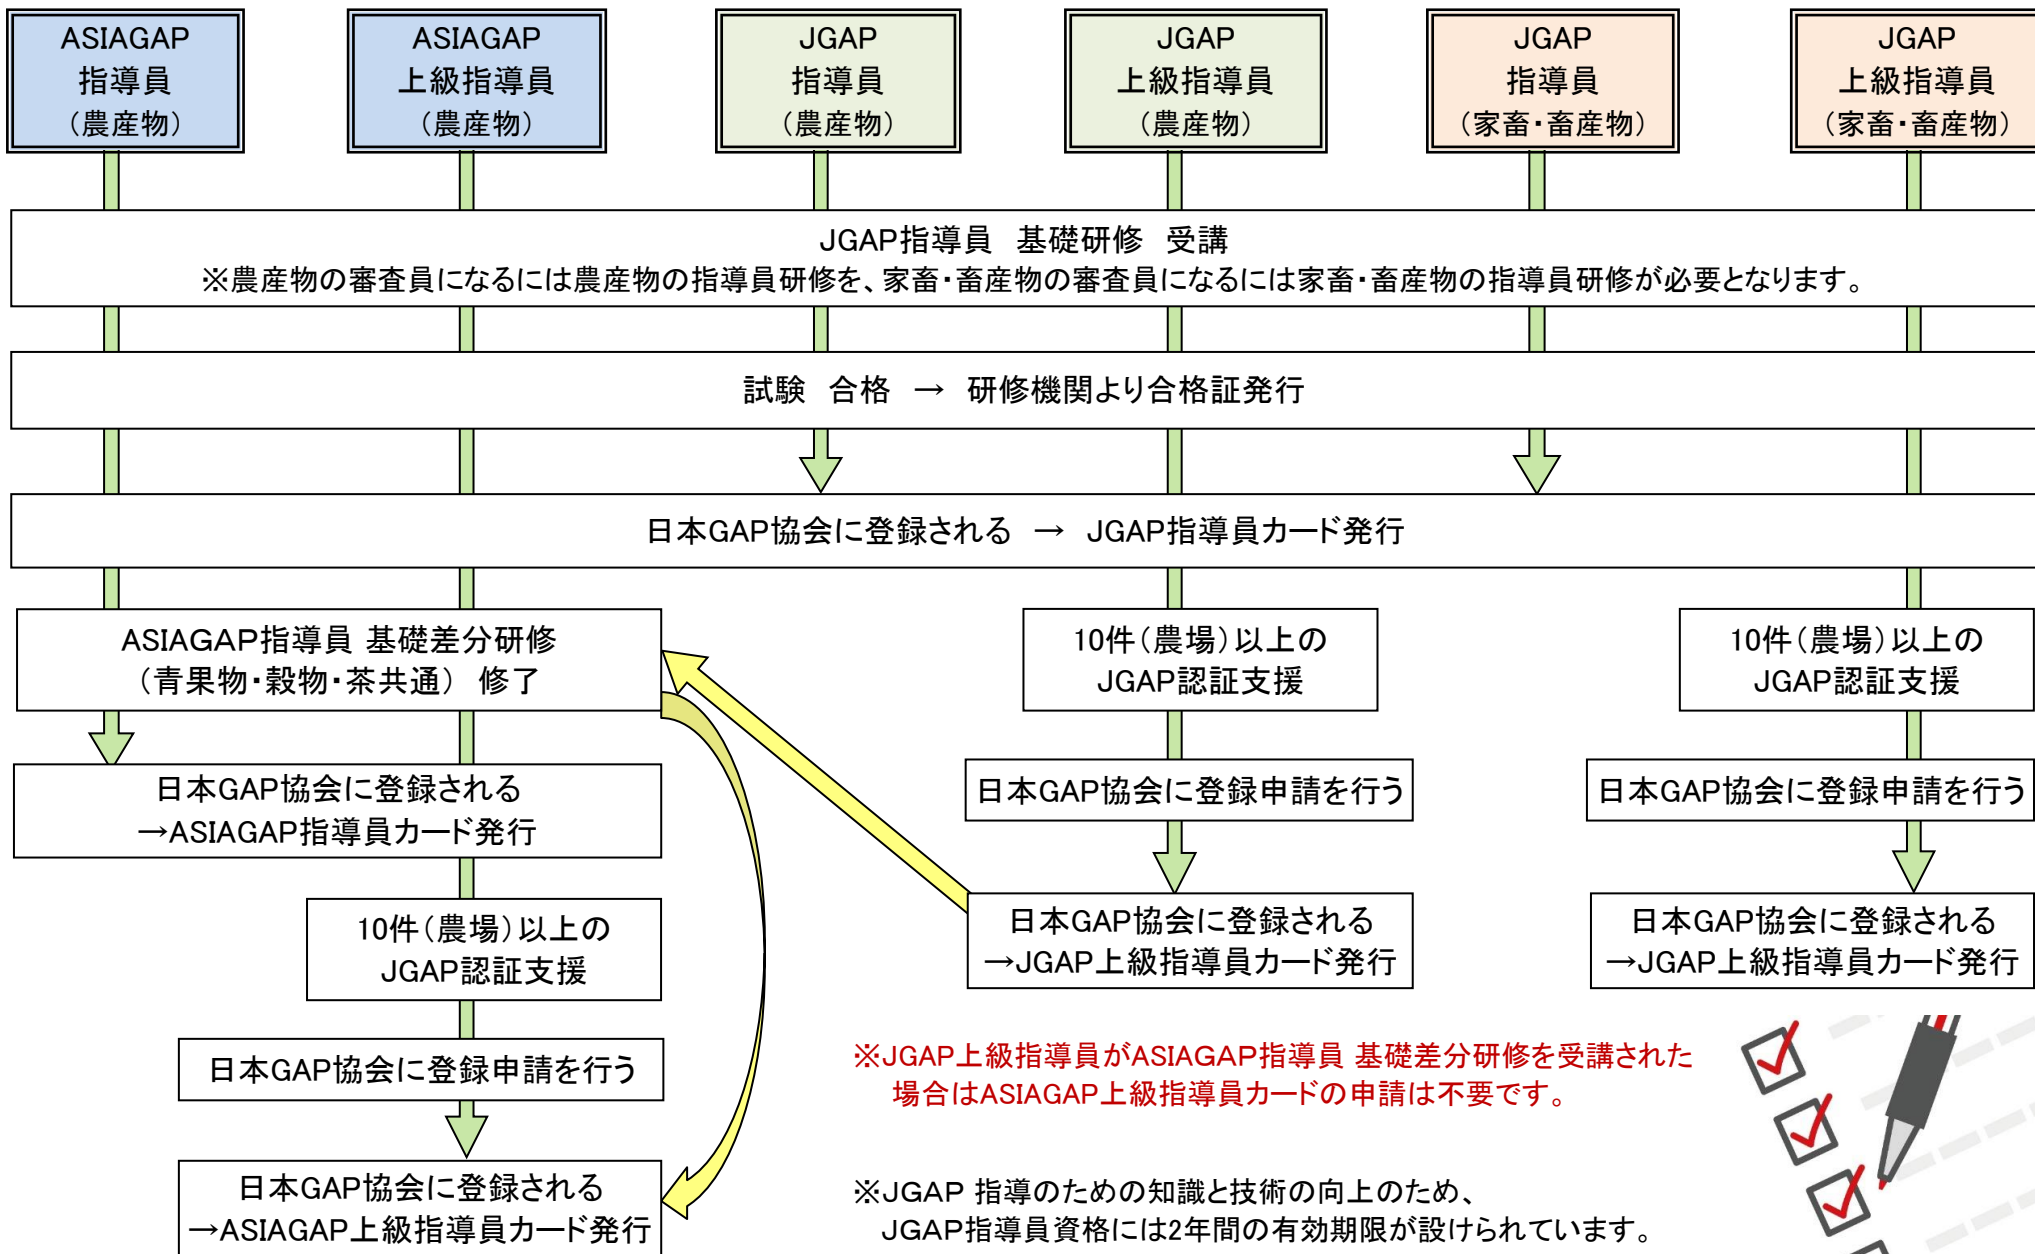 ASIAGAP
指導員
（農産物）
ASIAGAP
上級指導員
（農産物）
JGAP
指導員
（農産物）
JGAP
上級指導員
（農産物）
JGAP
指導員
（家畜・畜産物）
JGAP
上級指導員
（家畜・畜産物）
JGAP指導員　基礎研修　受講
※農産物の審査員になるには農産物の指導員研修を、家畜・畜産物の審査員になるには家畜・畜産物の指導員研修が必要となります。
試験　合格　→　研修機関より合格証発行
日本GAP協会に登録される　→　JGAP指導員カード発行
ASIAGAP指導員 基礎差分研修
（青果物・穀物・茶共通）　修了
日本GAP協会に登録される
→ASIAGAP指導員カード発行
10件（農場）以上の
JGAP認証支援
日本GAP協会に登録申請を行う
日本GAP協会に登録される
→ASIAGAP上級指導員カード発行
10件（農場）以上の
JGAP認証支援
日本GAP協会に登録申請を行う
日本GAP協会に登録される
→JGAP上級指導員カード発行
10件（農場）以上の
JGAP認証支援
日本GAP協会に登録申請を行う
日本GAP協会に登録される
→JGAP上級指導員カード発行
※JGAP上級指導員がASIAGAP指導員 基礎差分研修を受講された
場合はASIAGAP上級指導員カードの申請は不要です。
※JGAP 指導のための知識と技術の向上のため、
JGAP指導員資格には2年間の有効期限が設けられています。